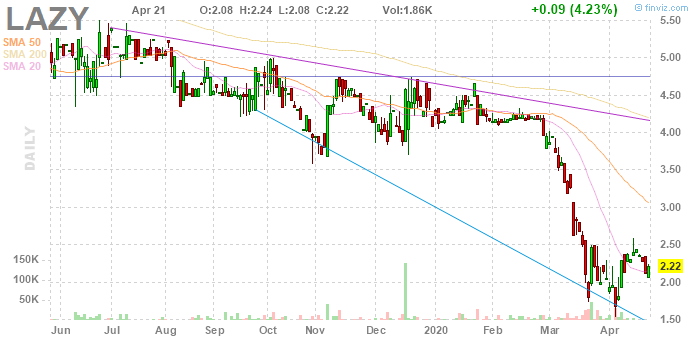 LAZY Apr 21 O:2.08 H:2.24 L:2.08 C:2.22 Vol:1.86K +0.09 (4.23%) © finviz.com
SMA 50
SMA 200
SMA 20
DAILY
5.50
5.00
4.50
4.00
3.50
3.00
2.50
2.22
2.00
1.50
150K
100K
50K
Jun Jul Aug Sep Oct Nov Dec 2020 Feb Mar Apr